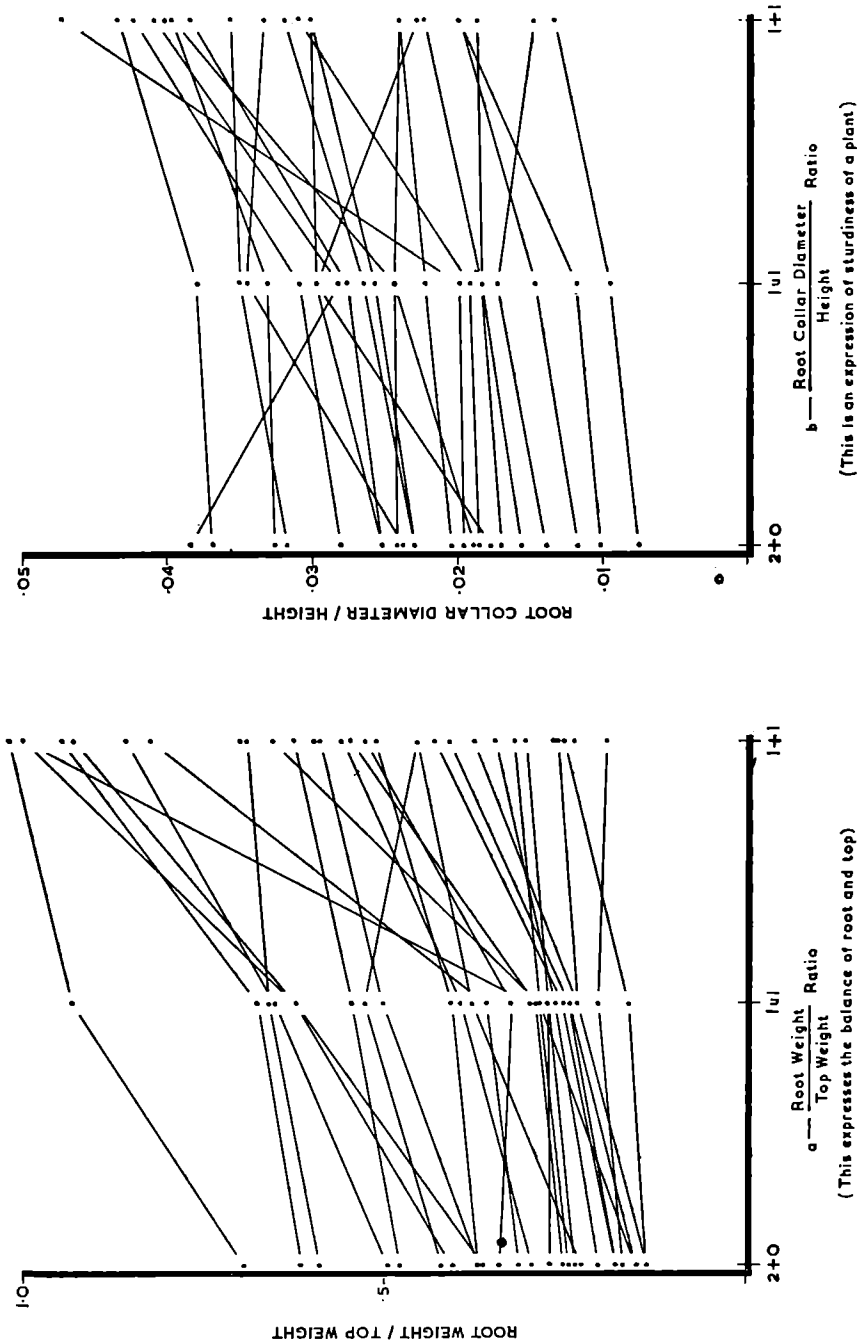 ROOT WEIGHT / TOP WEIGHT
1.0
.5
2+0
1u1
1+1
a — Root Weight Ratio
Top Weight
(This expresses the balance of root and top)
ROOT COLLAR DIAMETER / HEIGHT
.05
.04
.03
.02
.01
0
2+0
1u1
1+1
b — Root Collar Diameter Ratio
Height
(This is an expression of sturdiness of a plant)